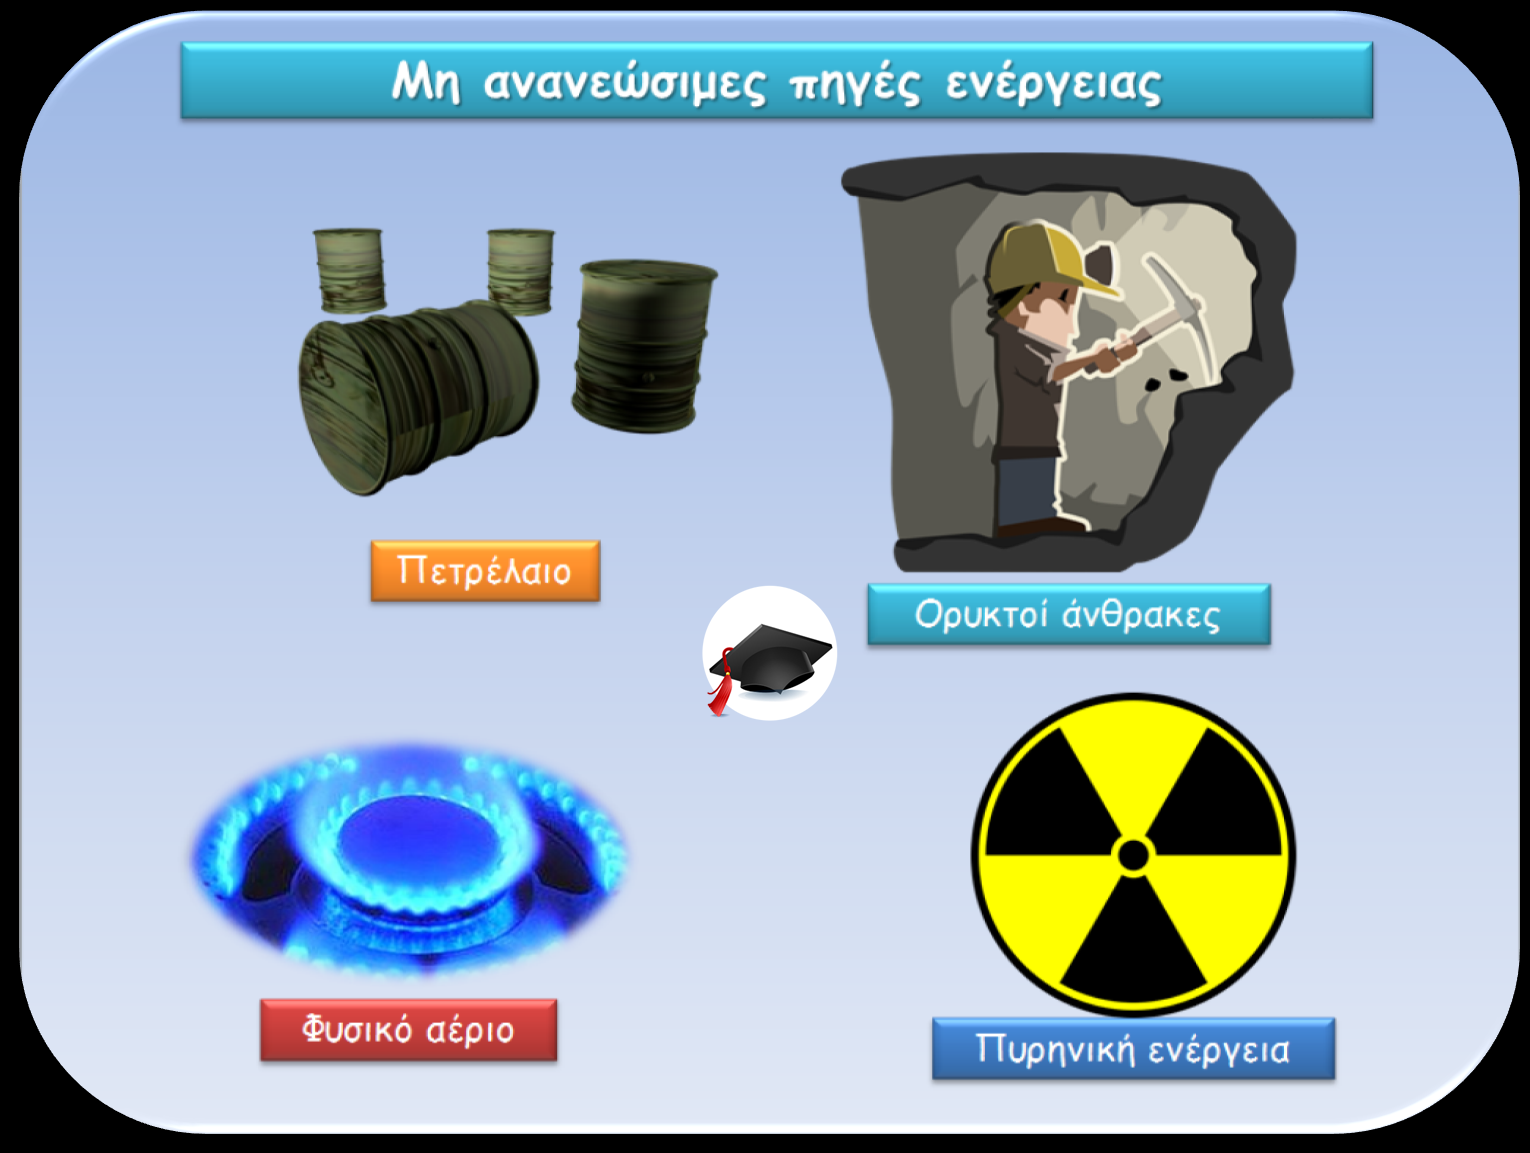 Μη ανανεώσιμες πηγές ενέργειας
Πετρέλαιο
Ορυκτοί άνθρακες
Φυσικό αέριο
Πυρηνική ενέργεια